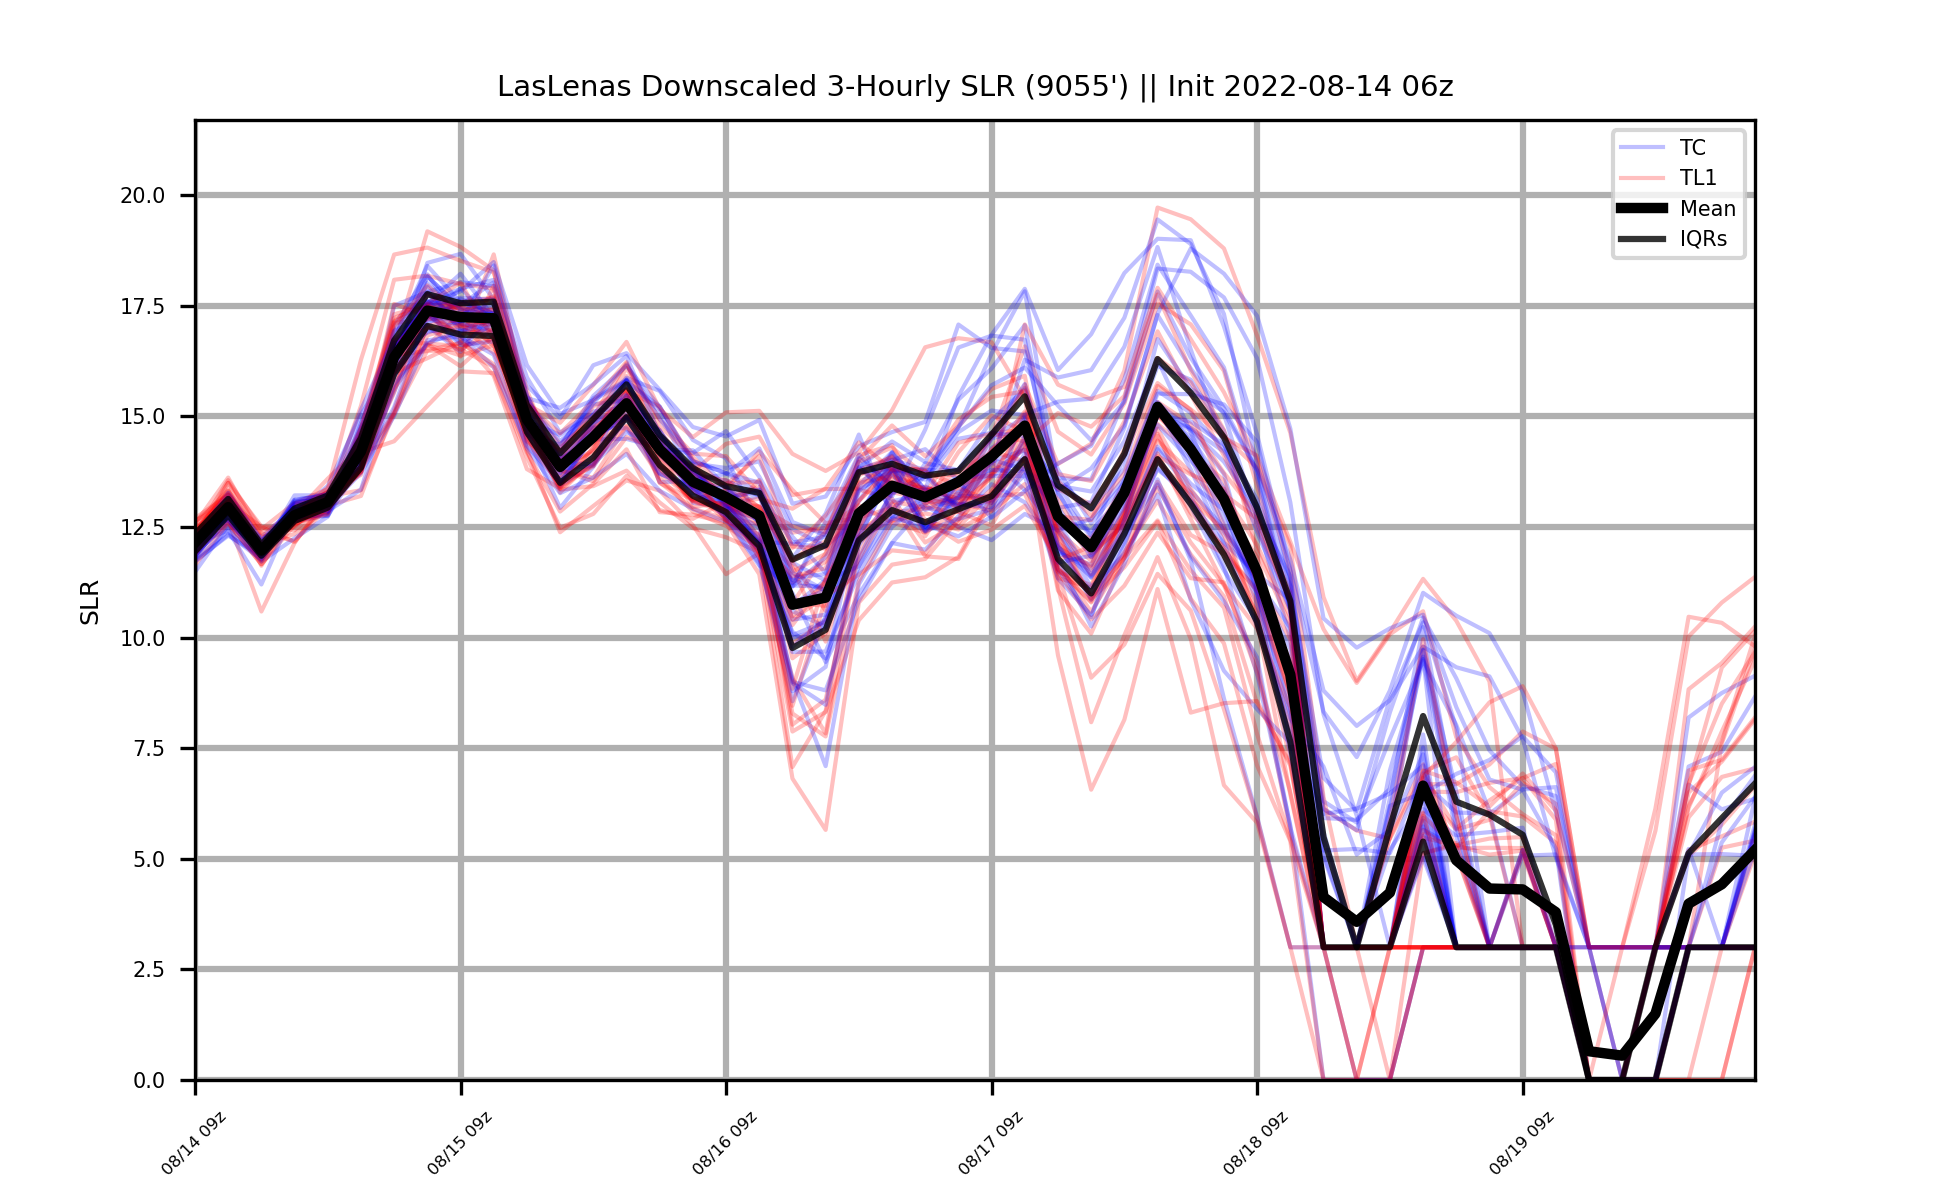 LasLenas Downscaled 3-Hourly SLR (9055') || Init 2022-08-14 06z
TC
TL1
Mean
IQRs
SLR
20.0
17.5
15.0
12.5
10.0
7.5
5.0
2.5
0.0
08/14 09z
08/15 09z
08/16 09z
08/17 09z
08/18 09z
08/19 09z